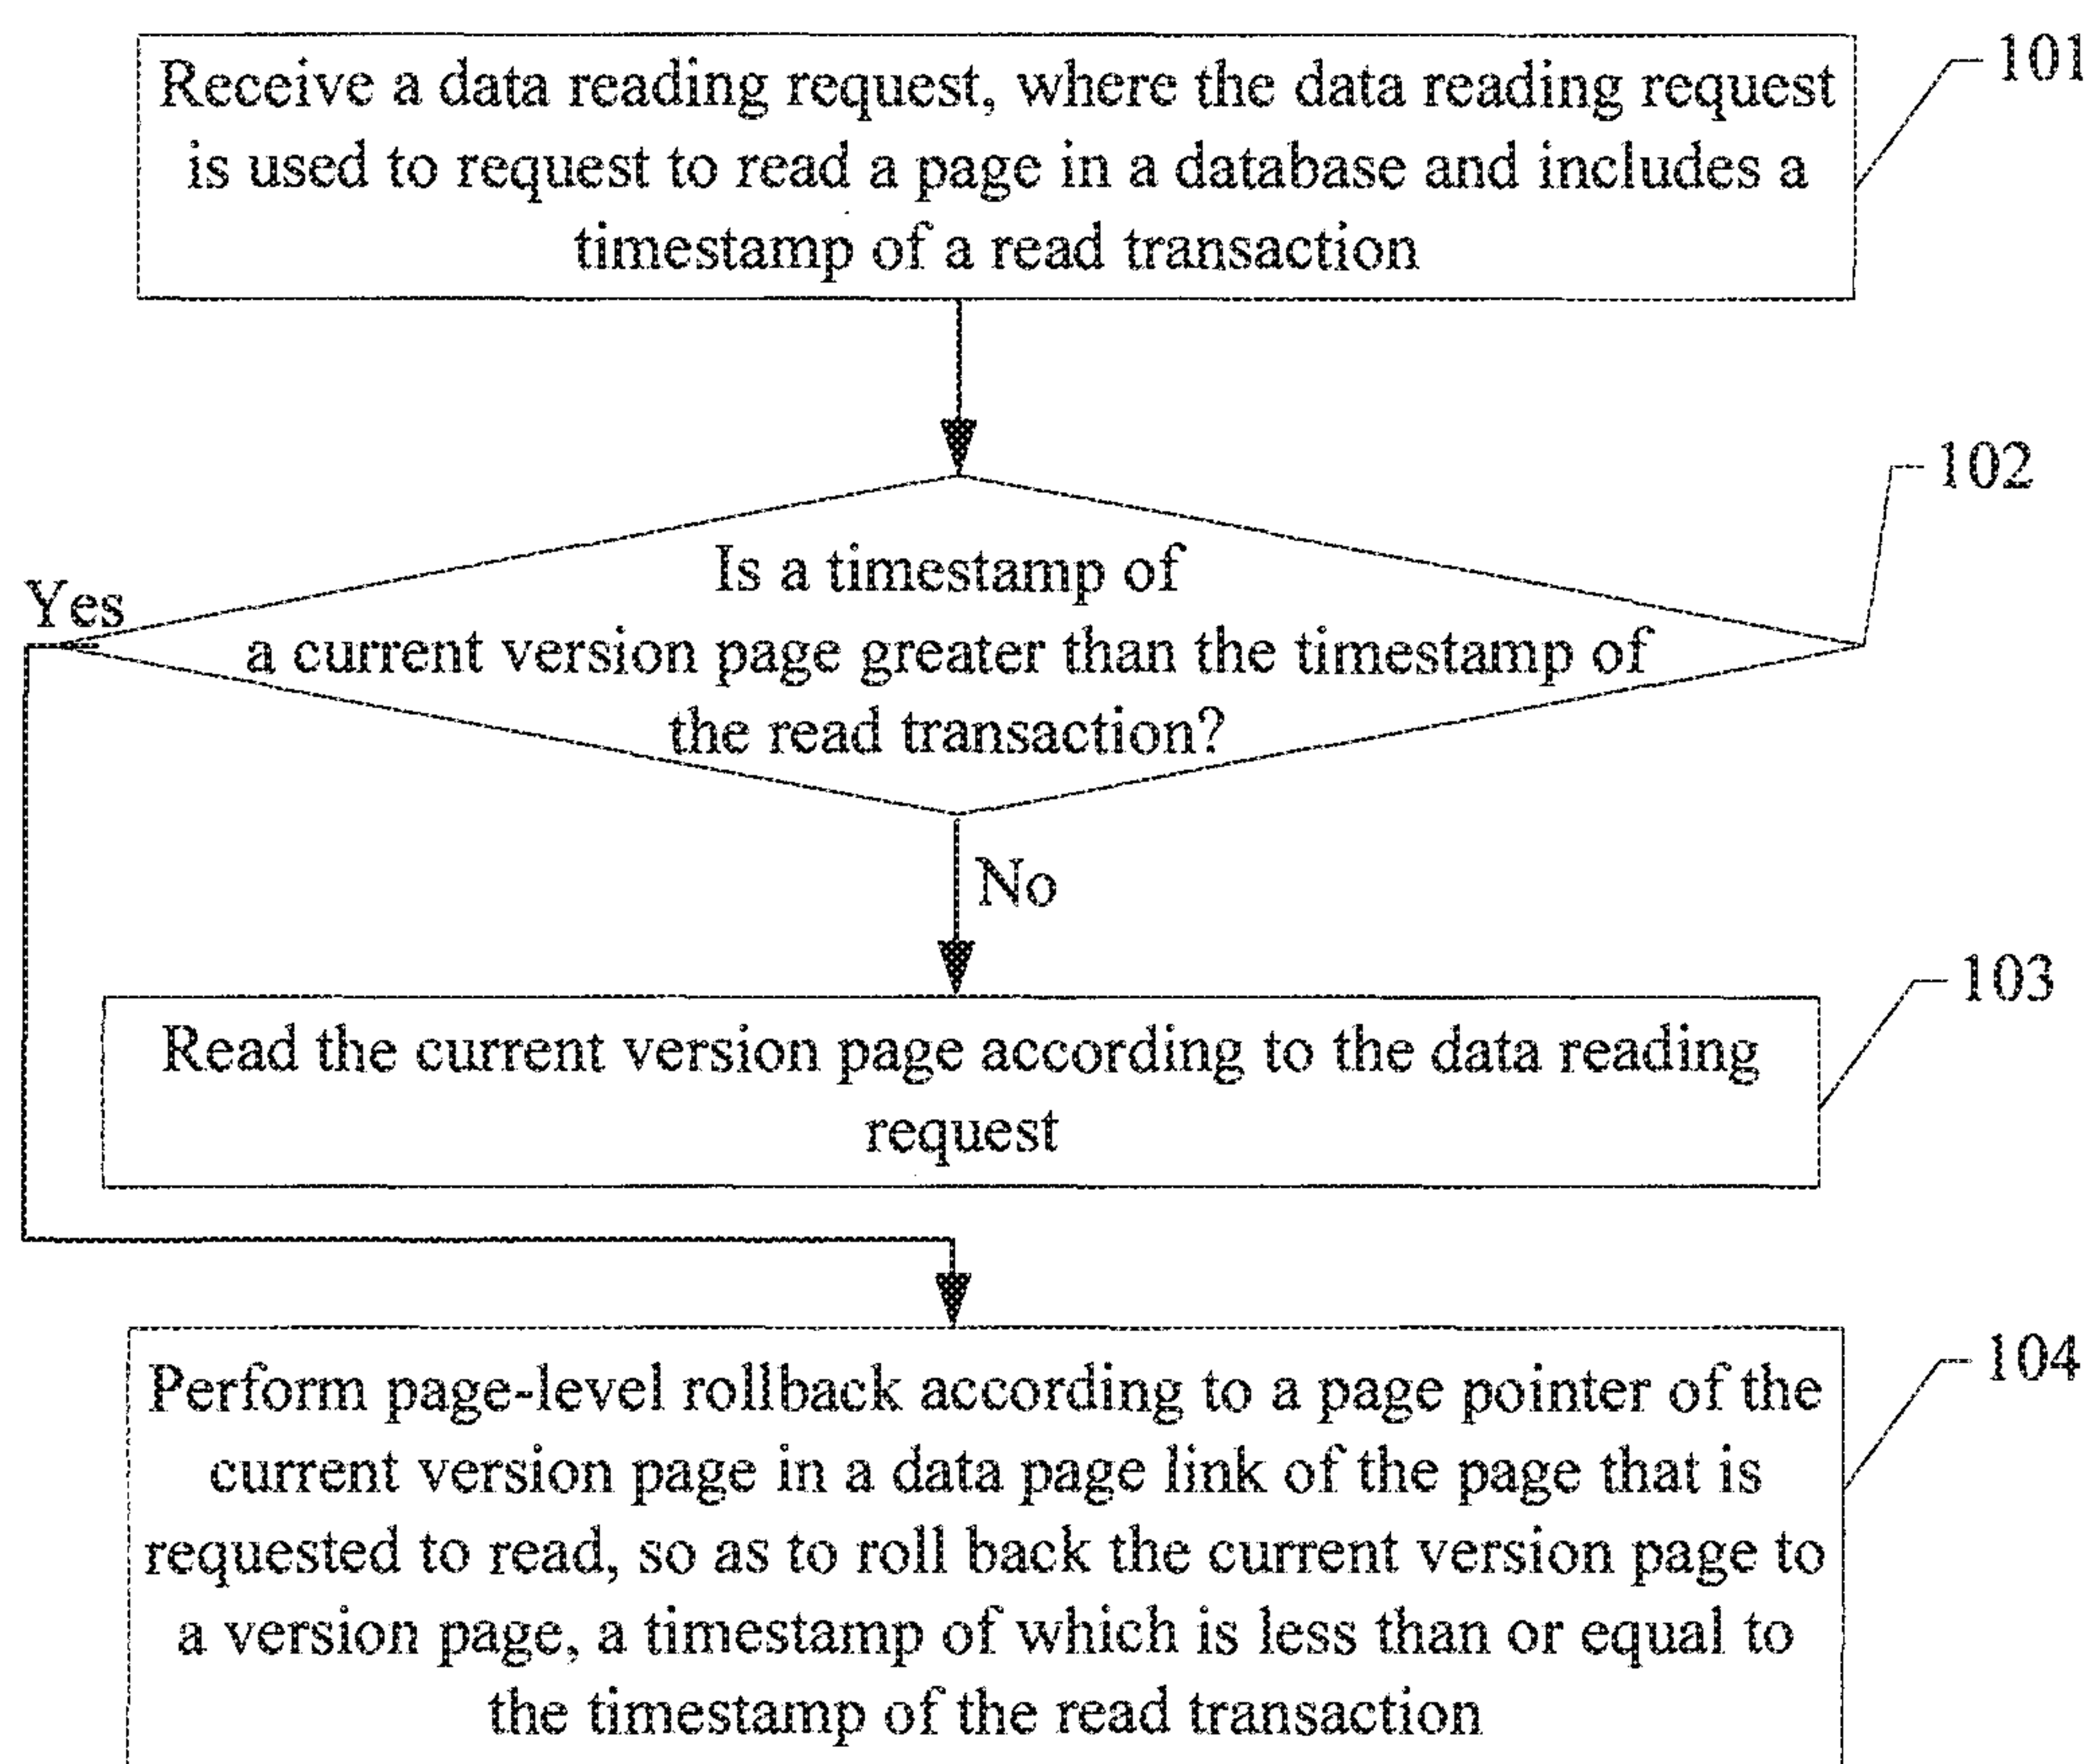 Receive a data reading request, where the data reading request
is used to request to read a page in a database and includes a
timestamp of a read transaction
101
102
Is a timestamp of
Yes
a current version page greater than the timestamp of
the read transaction?
No
103
Read the current version page according to the data reading
request
104
Perform page-level rollback according to a page pointer of the
current version page in a data page link of the page that is
requested to read, so as to roll back the current version page to
a version page, a timestamp of which is less than or equal to
the timestamp of the read transaction